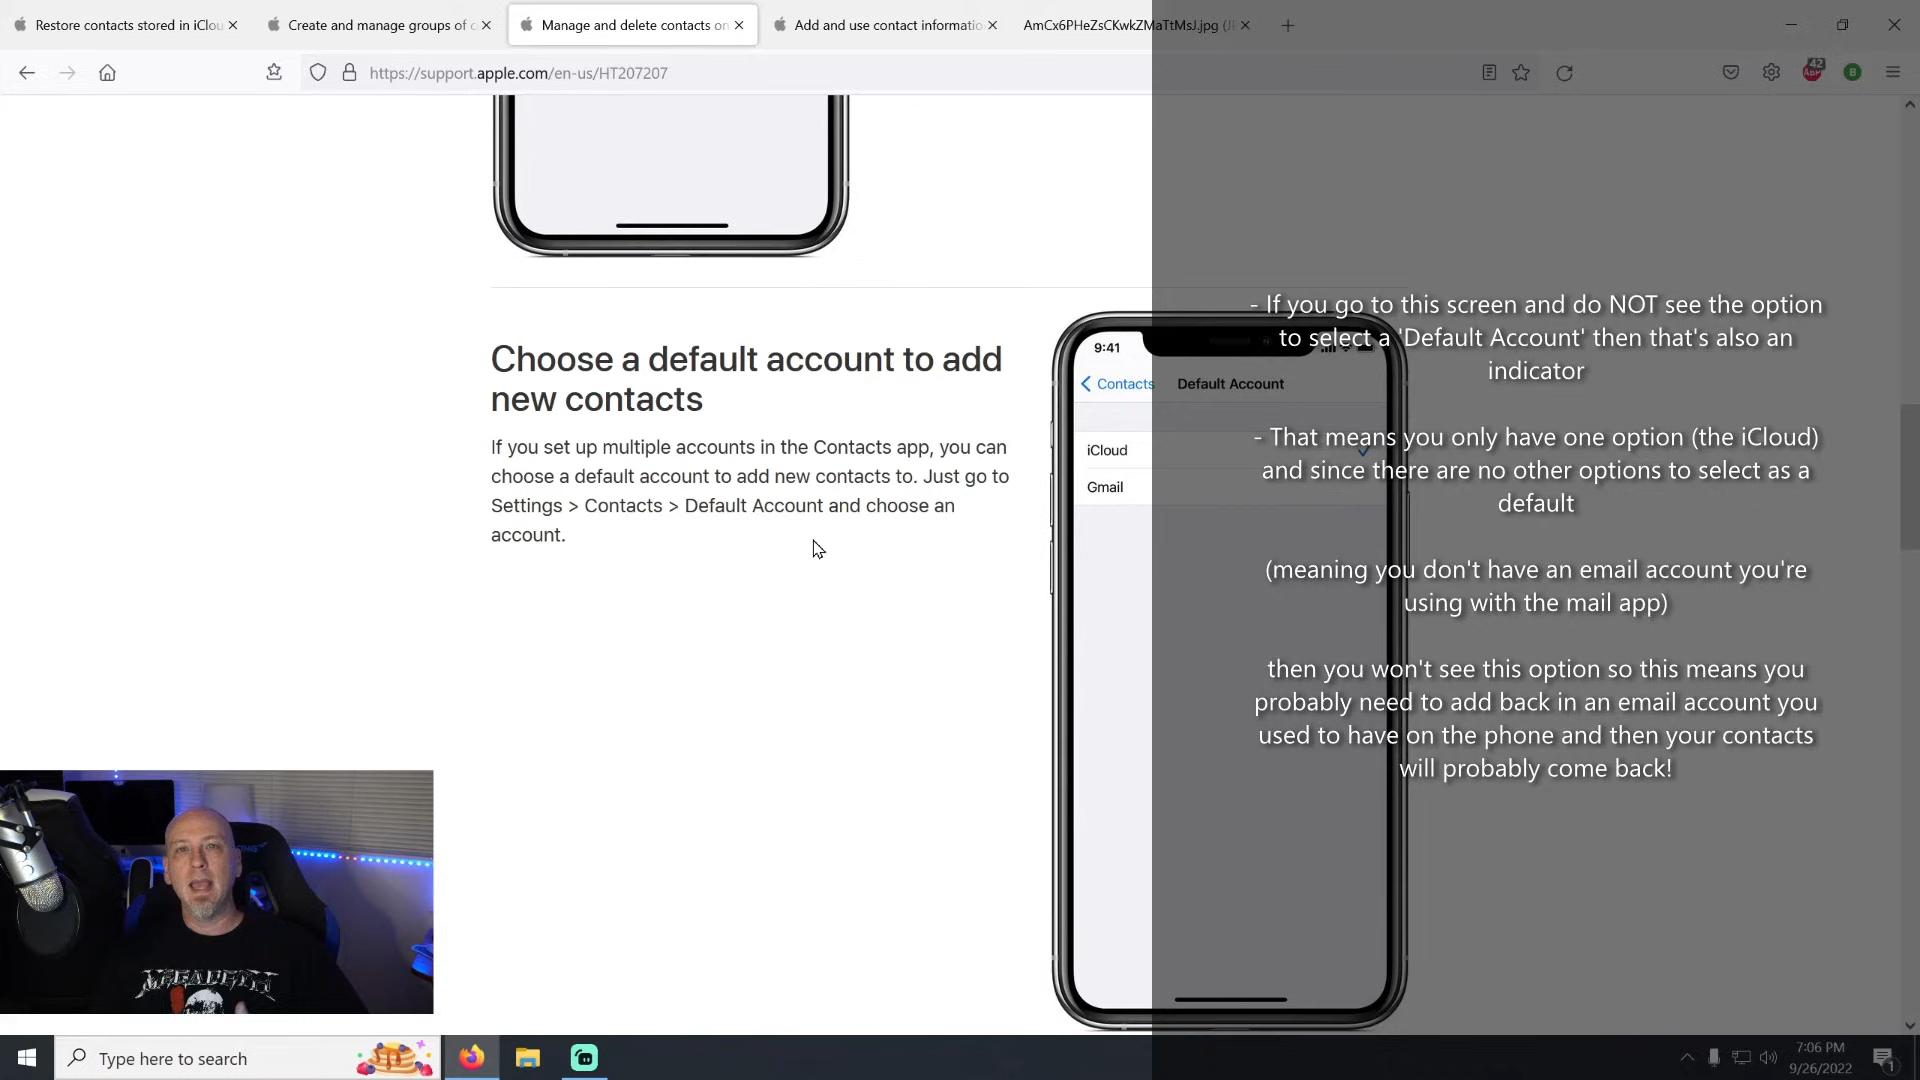 Restore contacts stored in iClou
Create and manage groups of c
Manage and delete contacts on
Add and use contact informatio
AmCx6PHeZsCKwkZMaTtMsJ.jpg (J
https://support.apple.com/en-us/HT207207
42
ABP
B
Choose a default account to add
new contacts
If you set up multiple accounts in the Contacts app, you can
choose a default account to add new contacts to. Just go to
Settings > Contacts > Default Account and choose an
account.
9:41
Contacts
Default Account
iCloud
Gmail
- If you go to this screen and do NOT see the option
to select a 'Default Account' then that's also an
indicator
- That means you only have one option (the iCloud)
and since there are no other options to select as a
default
(meaning you don't have an email account you're
using with the mail app)
then you won't see this option so this means you
probably need to add back in an email account you
used to have on the phone and then your contacts
will probably come back!
MEGADETH
Type here to search
7:06 PM
9/26/2022
1